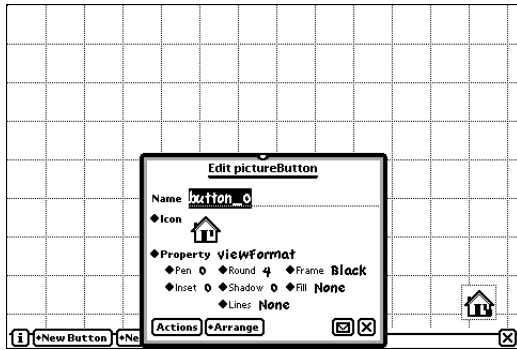 Edit pictureButton
Name button_0
◆Icon
◆Property viewFormat
◆Pen 0 ◆Round 4 ◆Frame Black
◆Inset 0 ◆Shadow 0 ◆Fill None
◆Lines None
Actions ◆Arrange
i ◆New Button ◆Ne